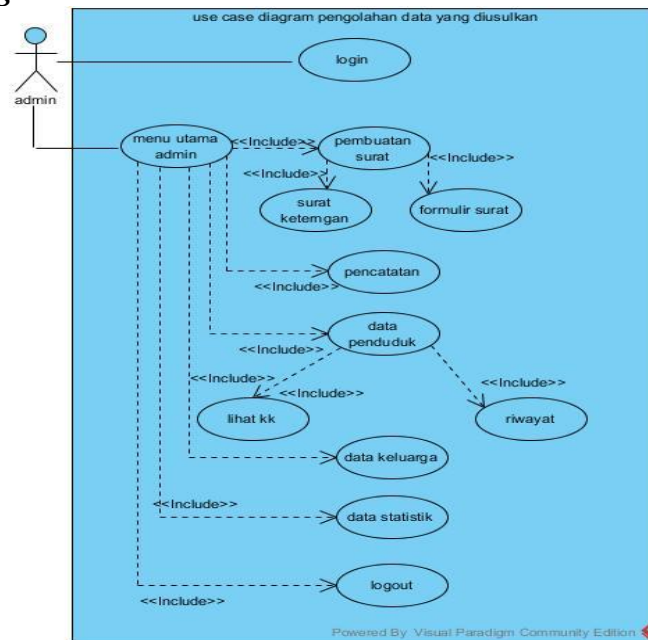 use case diagram pengolahan data yang diusulkan
login
admin
menu utama
admin
<<Include>>
pembuatan
surat
<<Include>>
<<Include>>
surat
keterngan
formulir surat
pencatatan
<<Include>>
data
penduduk
<<Include>>
<<Include>>
<<Include>>
<<Include>>
lihat kk
riwayat
data keluarga
<<Include>>
data statistik
logout
<<Include>>
Powered By Visual Paradigm Community Edition